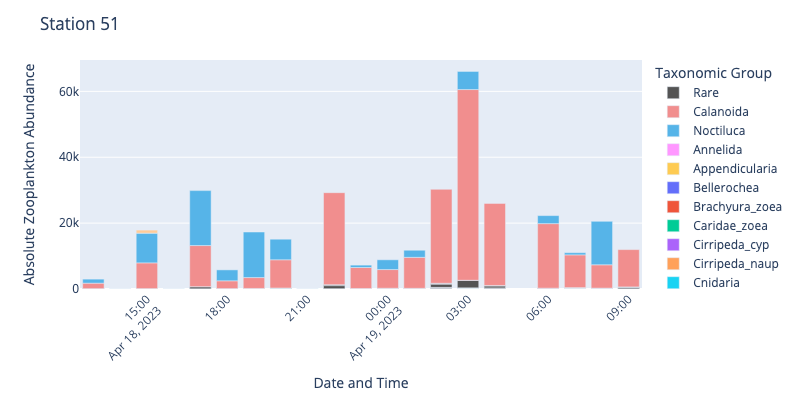 Station 51
Absolute Zooplankton Abundance
60k
40k
20k
0
15:00
Apr 18, 2023
18:00
21:00
00:00
Apr 19, 2023
03:00
06:00
09:00
Date and Time
Taxonomic Group
Rare
Calanoida
Noctiluca
Annelida
Appendicularia
Bellerochea
Brachyura_zoea
Caridae_zoea
Cirripeda_cyp
Cirripeda_naup
Cnidaria